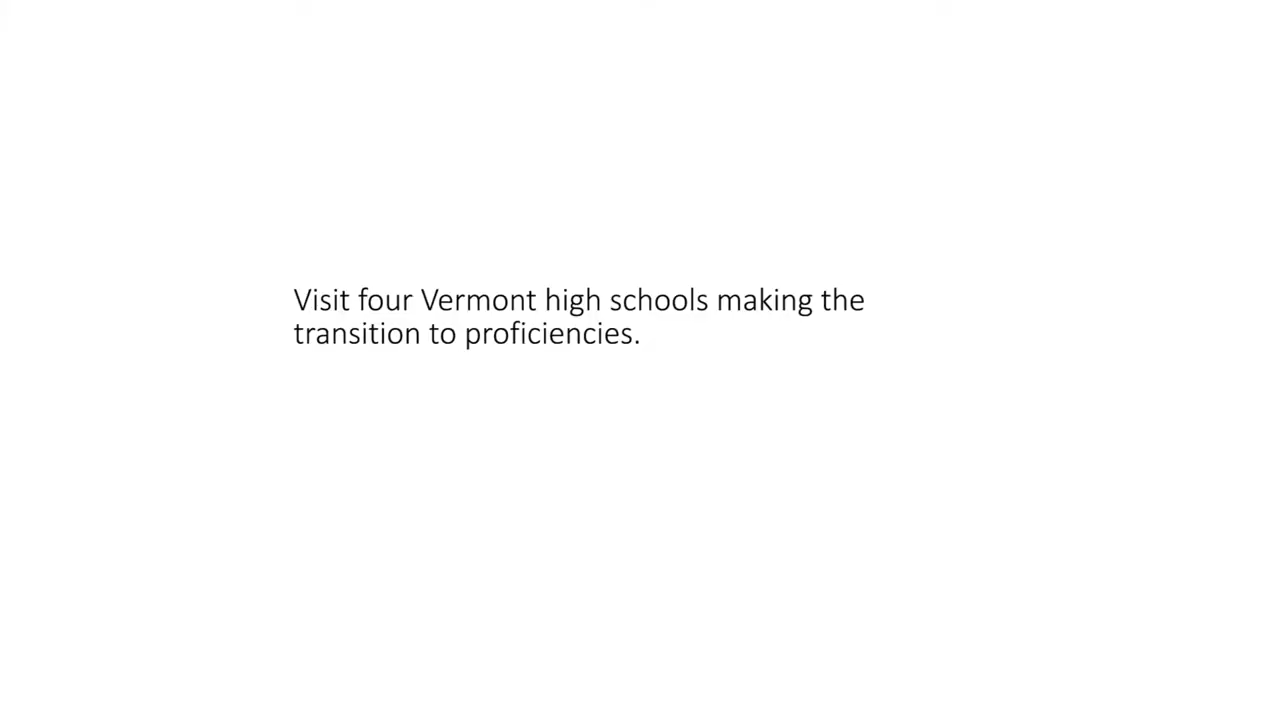 Visit four Vermont high schools making the
transition to proficiencies.